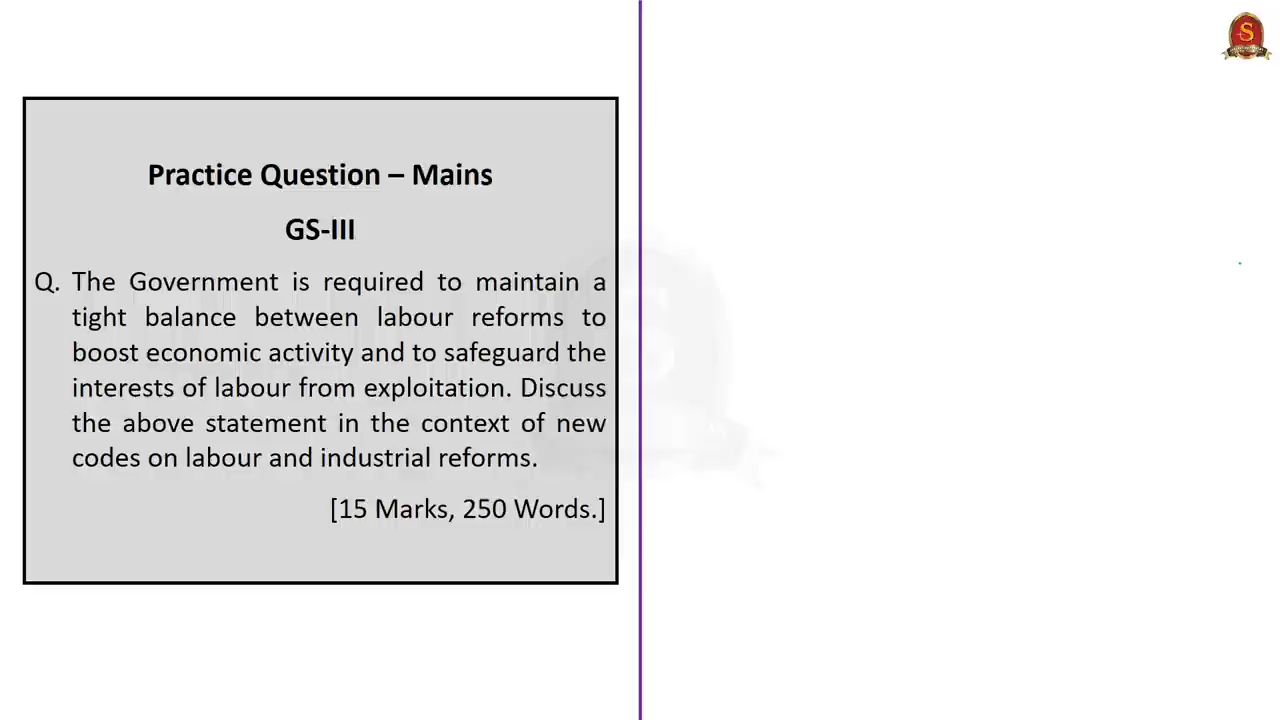 S
Practice Question – Mains
GS-III
Q. The Government is required to maintain a
tight balance between labour reforms to
boost economic activity and to safeguard the
interests of labour from exploitation. Discuss
the above statement in the context of new
codes on labour and industrial reforms.
[15 Marks, 250 Words.]